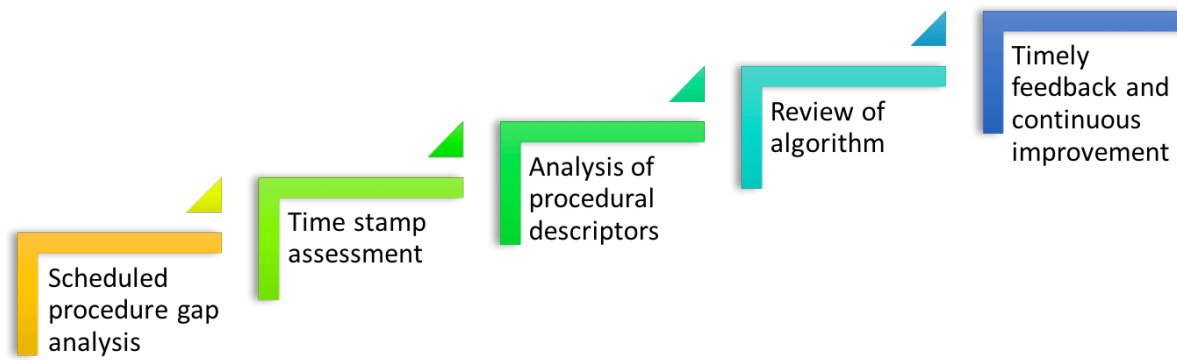 Scheduled
procedure gap
analysis
Time stamp
assessment
Analysis of
procedural
descriptors
Review of
algorithm
Timely
feedback and
continuous
improvement